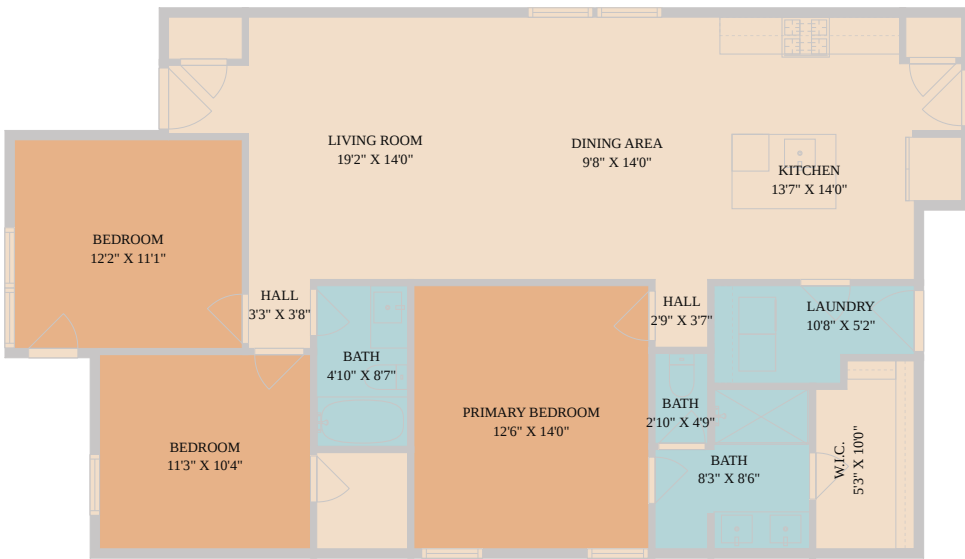 LIVING ROOM
19'2" X 14'0"
DINING AREA
9'8" X 14'0"
KITCHEN
13'7" X 14'0"
BEDROOM
12'2" X 11'1"
HALL
3'3" X 3'8"
HALL
2'9" X 3'7"
LAUNDRY
10'8" X 5'2"
BATH
4'10" X 8'7"
PRIMARY BEDROOM
12'6" X 14'0"
BATH
2'10" X 4'9"
BEDROOM
11'3" X 10'4"
BATH
8'3" X 8'6"
W.I.C.
5'3" X 10'0"